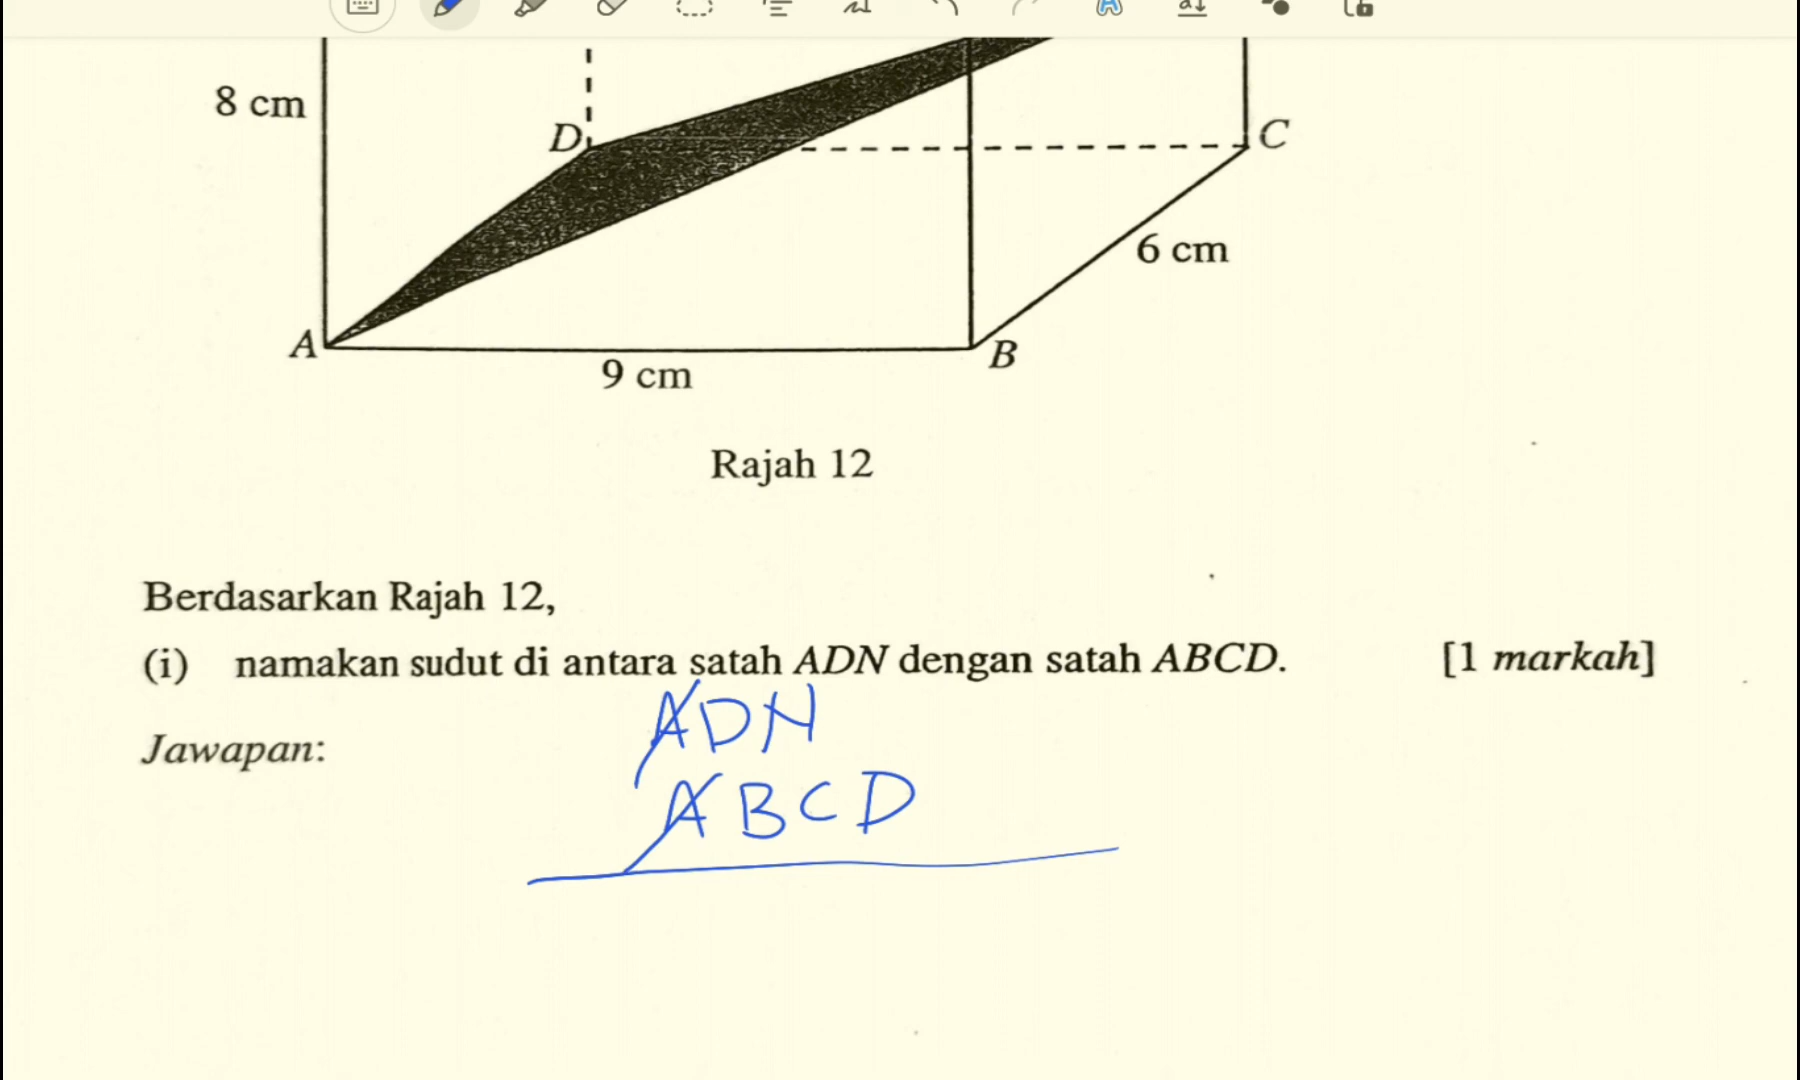 8 cm
D
C
6 cm
A
B
9 cm
Rajah 12
Berdasarkan Rajah 12,
(i) namakan sudut di antara satah ADN dengan satah ABCD. [1 markah]
Jawapan:
ADN
ABCD